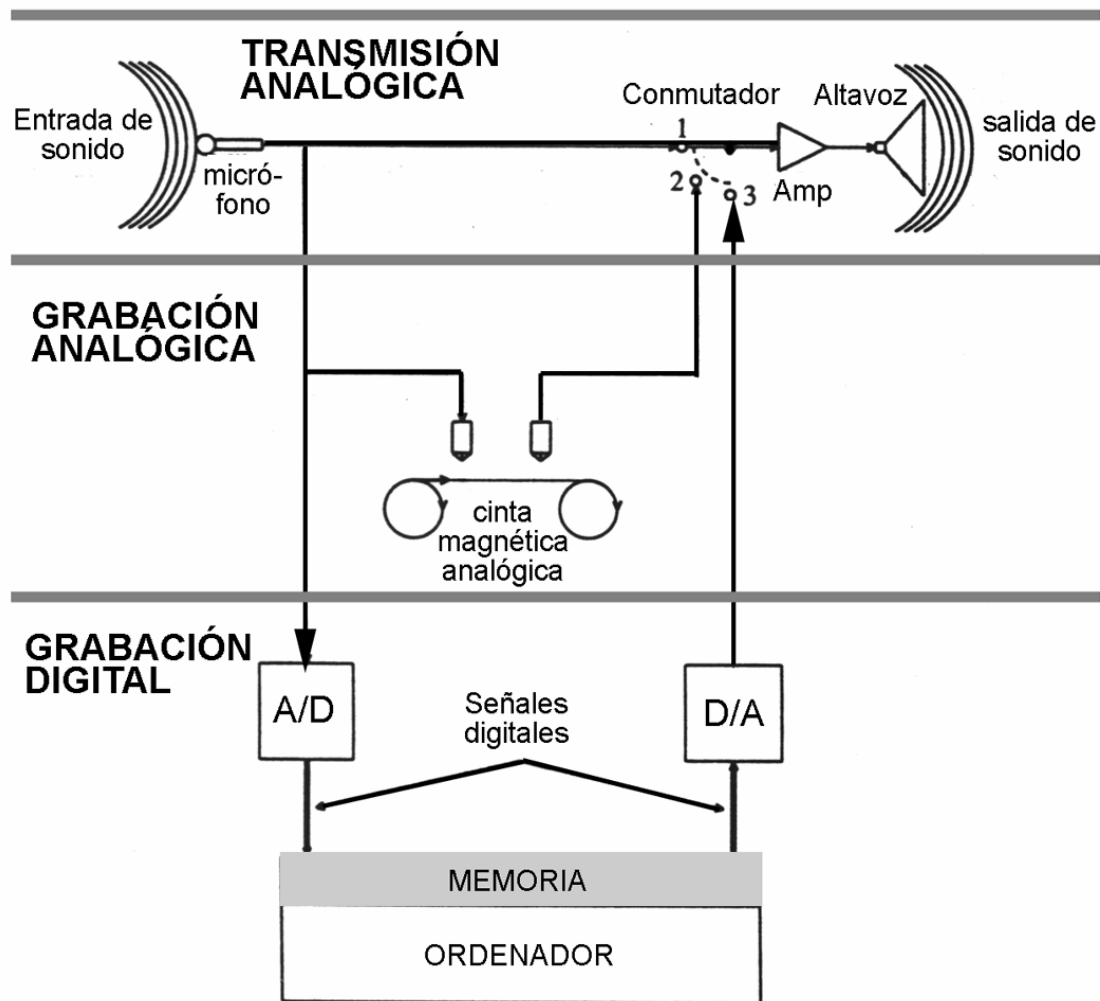 TRANSMISIÓN
ANALÓGICA
Entrada de
sonido
micró-
fono
Conmutador
1
2
3
Amp
Altavoz
salida de
sonido
GRABACIÓN
ANALÓGICA
cinta
magnética
analógica
GRABACIÓN
DIGITAL
A/D
Señales
digitales
D/A
MEMORIA
ORDENADOR